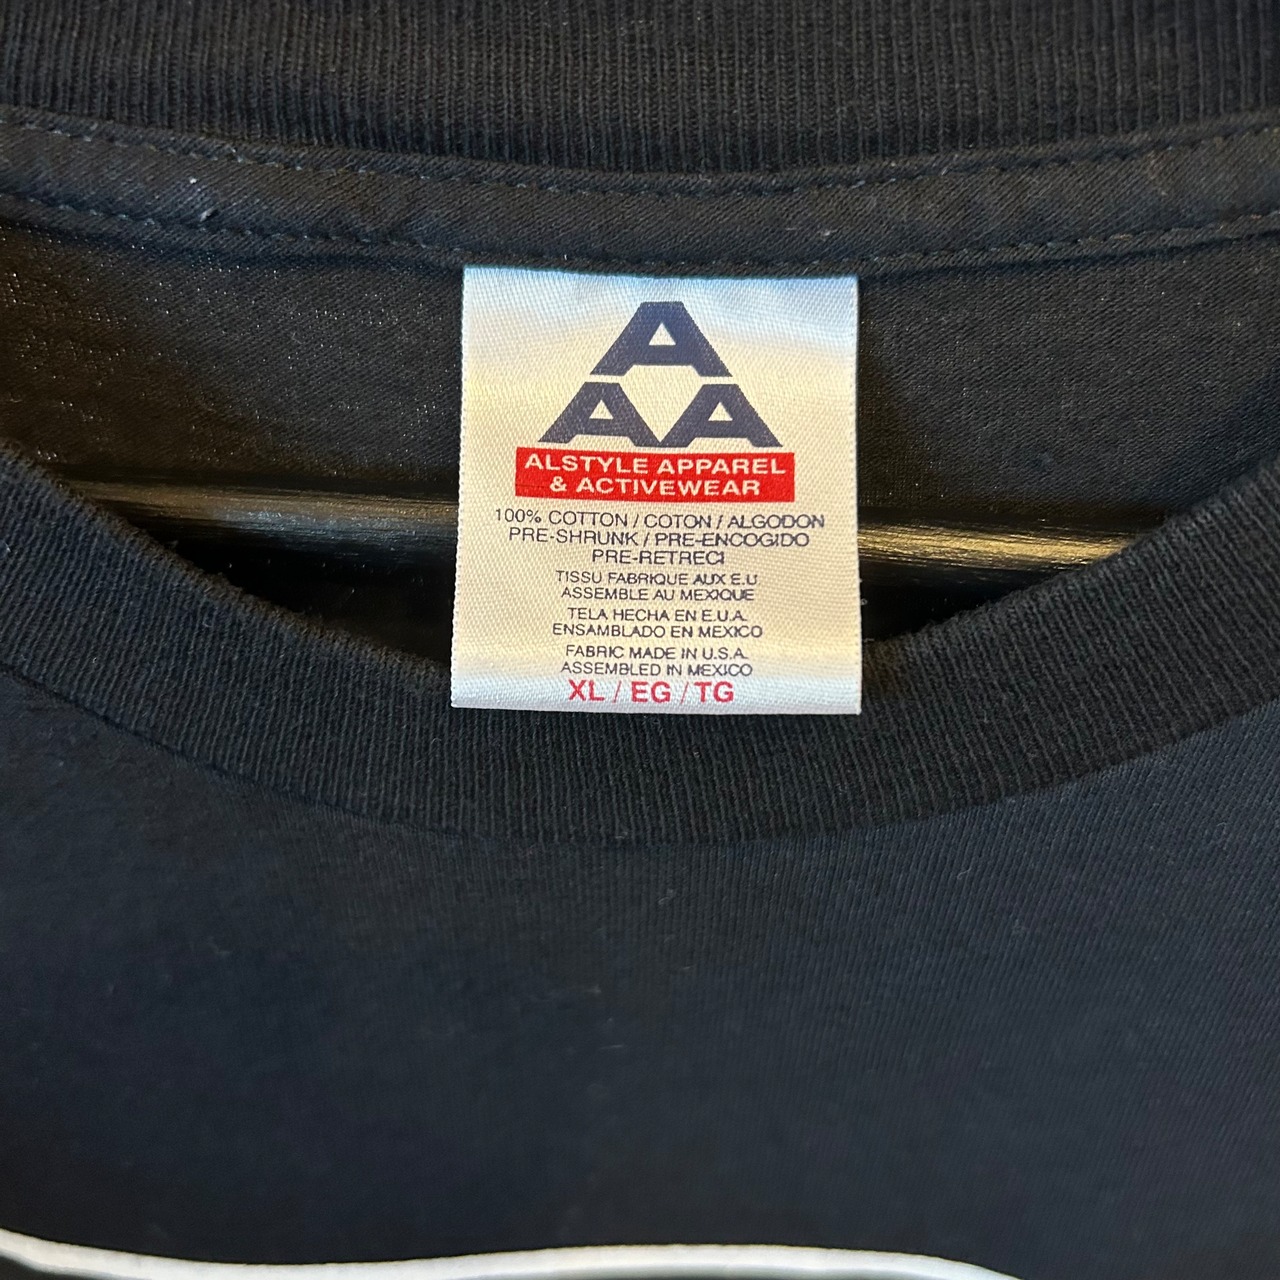 A
AA
ALSTYLE APPAREL
& ACTIVEWEAR
100% COTTON / COTON / ALGODON
PRE-SHRUNK / PRE-ENCOGIDO
PRE-RETRECI
TISSU FABRIQUE AUX E.U
ASSEMBLE AU MEXIQUE
TELA HECHA EN E.U.A.
ENSAMBLADO EN MEXICO
FABRIC MADE IN U.S.A.
ASSEMBLED IN MEXICO
XL / EG / TG